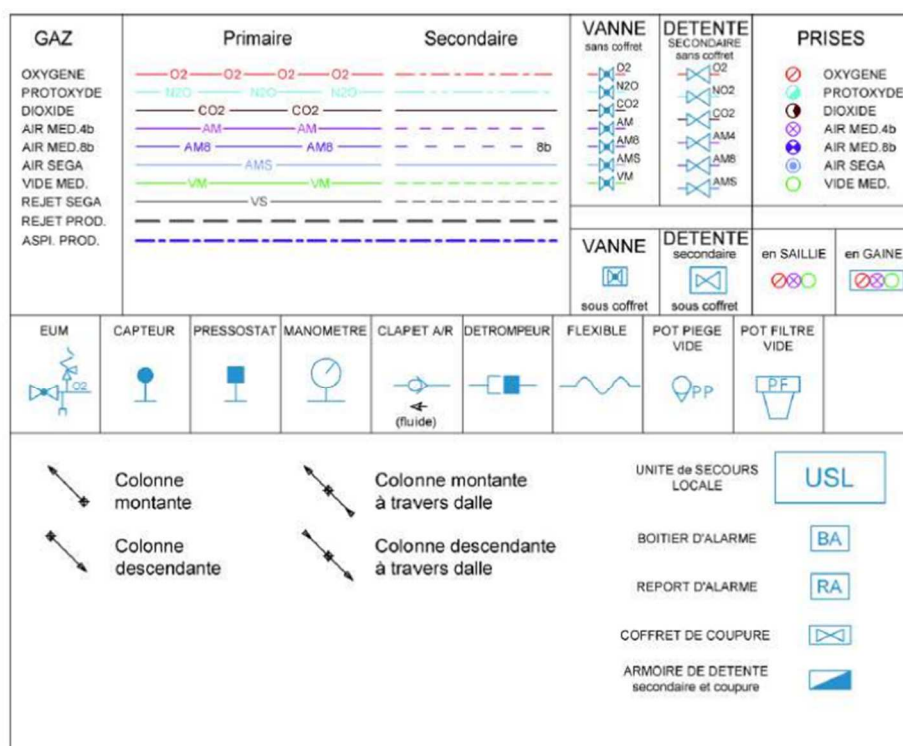 GAZ Primaire Secondaire
VANNE
sans coffret
DETENTE
SECONDAIRE
sans coffret
PRISES
OXYGENE O2 O2 O2 O2
PROTOXYDE N2O N2O N2O
DIOXIDE CO2 CO2
AIR MED.4b AM AM
AIR MED.8b AM8 AM8 8b
AIR SEGA AMS
VIDE MED. VM VM
REJET SEGA VS
REJET PROD.
ASPI. PROD.
O2
N2O
CO2
AM
AM8
AMS
VM
O2
NO2
CO2
AM4
AM8
AMS
OXYGENE
PROTOXYDE
DIOXIDE
AIR MED.4b
AIR MED.8b
AIR SEGA
VIDE MED.
VANNE
sous coffret
DETENTE
secondaire
sous coffret
en SAILLIE
en GAINE
EUM
O2
CAPTEUR
PRESSOSTAT
MANOMETRE
CLAPET A/R
(fluide)
DETROMPEUR
FLEXIBLE
POT PIEGE
VIDE
PP
POT FILTRE
VIDE
PF
Colonne
montante
Colonne montante
à travers dalle
Colonne
descendante
Colonne descendante
à travers dalle
UNITE de SECOURS
LOCALE
USL
BOITIER D'ALARME BA
REPORT D'ALARME RA
COFFRET DE COUPURE
ARMOIRE DE DETENTE
secondaire et coupure